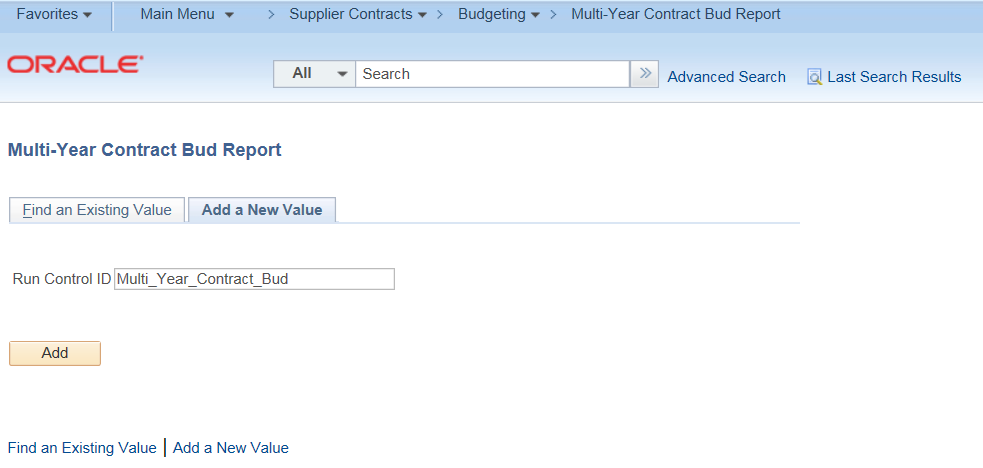 Favorites Main Menu > Supplier Contracts > Budgeting > Multi-Year Contract Bud Report
ORACLE All Search » Advanced Search Last Search Results
Multi-Year Contract Bud Report
Find an Existing Value Add a New Value
Run Control ID Multi_Year_Contract_Bud
Add
Find an Existing Value | Add a New Value